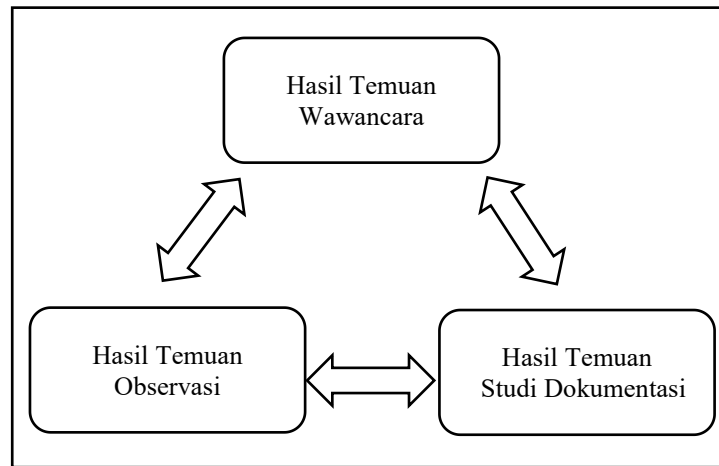 Hasil Temuan
Wawancara
Hasil Temuan
Observasi
Hasil Temuan
Studi Dokumentasi